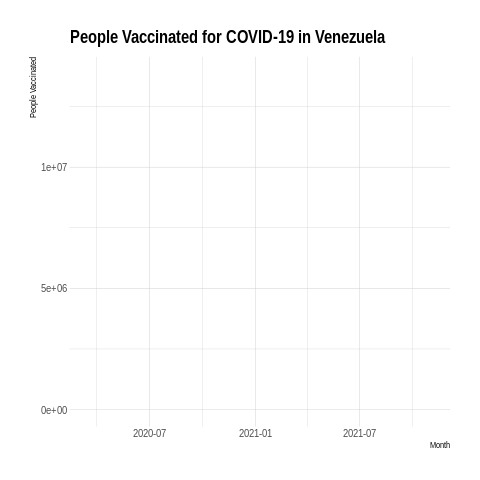 People Vaccinated for COVID-19 in Venezuela
People Vaccinated
1e+07
5e+06
0e+00
2020-07
2021-01
2021-07
Month